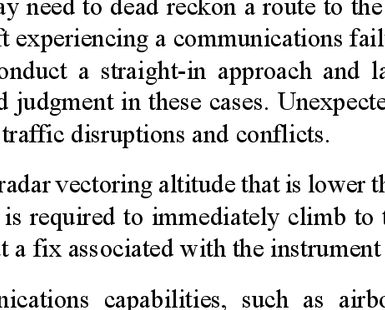 ay need to dead reckon a route to the
ft experiencing a communications fail
onduct a straight-in approach and la
d judgment in these cases. Unexpecte
traffic disruptions and conflicts.
radar vectoring altitude that is lower th
is required to immediately climb to t
t a fix associated with the instrument
nications capabilities, such as airbo